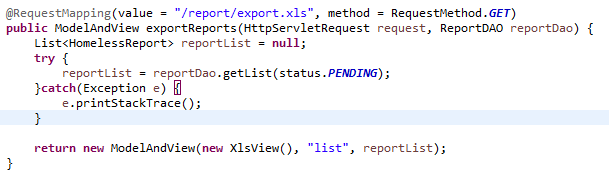 @RequestMapping(value = "/report/export.xls", method = RequestMethod.GET)
public ModelAndView exportReports(HttpServletRequest request, ReportDAO reportDao) {
    List<HomelessReport> reportList = null;
    try {
        reportList = reportDao.getList(status.PENDING);
    }catch(Exception e) {
        e.printStackTrace();
    }

    return new ModelAndView(new XlsView(), "list", reportList);
}